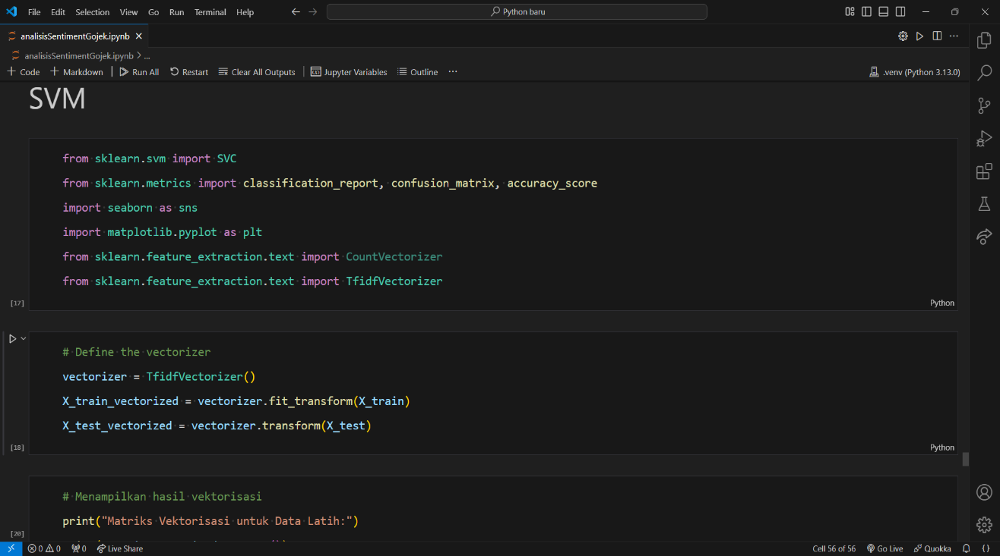 File Edit Selection View Go Run Terminal Help Python baru
analisisSentimentGojek.ipynb
analisisSentimentGojek.ipynb > ...
+ Code + Markdown | Run All Restart Clear All Outputs | Jupyter Variables Outline ... .venv (Python 3.13.0)
SVM
from sklearn.svm import SVC
from sklearn.metrics import classification_report, confusion_matrix, accuracy_score
import seaborn as sns
import matplotlib.pyplot as plt
from sklearn.feature_extraction.text import CountVectorizer
from sklearn.feature_extraction.text import TfidfVectorizer
[17] Python
# Define the vectorizer
vectorizer = TfidfVectorizer()
X_train_vectorized = vectorizer.fit_transform(X_train)
X_test_vectorized = vectorizer.transform(X_test)
[18] Python
# Menampilkan hasil vektorisasi
print("Matriks Vektorisasi untuk Data Latih:")
[20]
0 0 0 Live Share Cell 56 of 56 Go Live Quokka {}